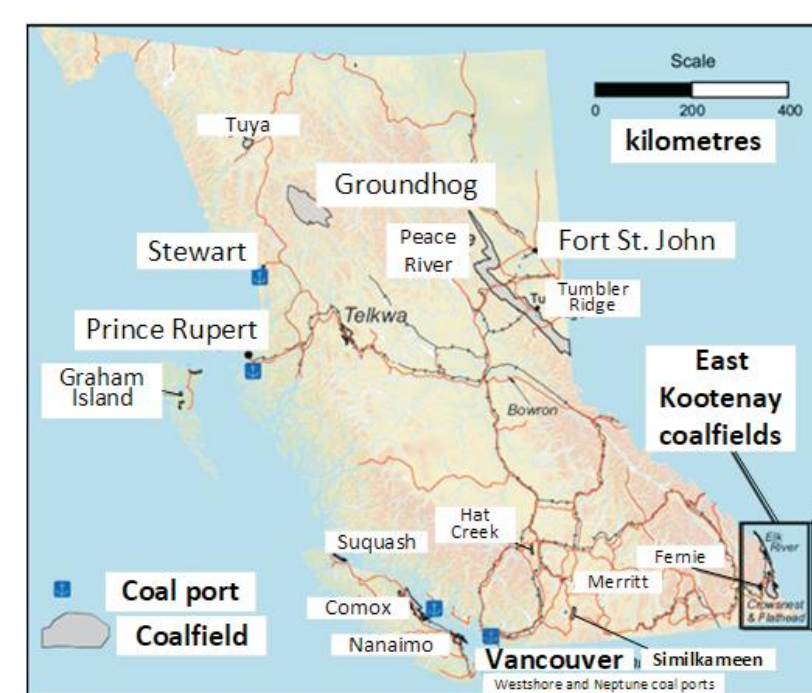 Scale
0 200 400
kilometres
Tuya
Groundhog
Stewart
Peace
River
Fort St. John
Tu
Tumbler
Ridge
Telkwa
Prince Rupert
Graham
Island
East
Kootenay
coalfields
Bowron
Hat
Creek
Suquash
Elk
River
Fernie
Merritt
Crowsnest
& Flathead
Coal port
Comox
Coalfield
Nanaimo
Vancouver
Similkameen
Westshore and Neptune coal ports